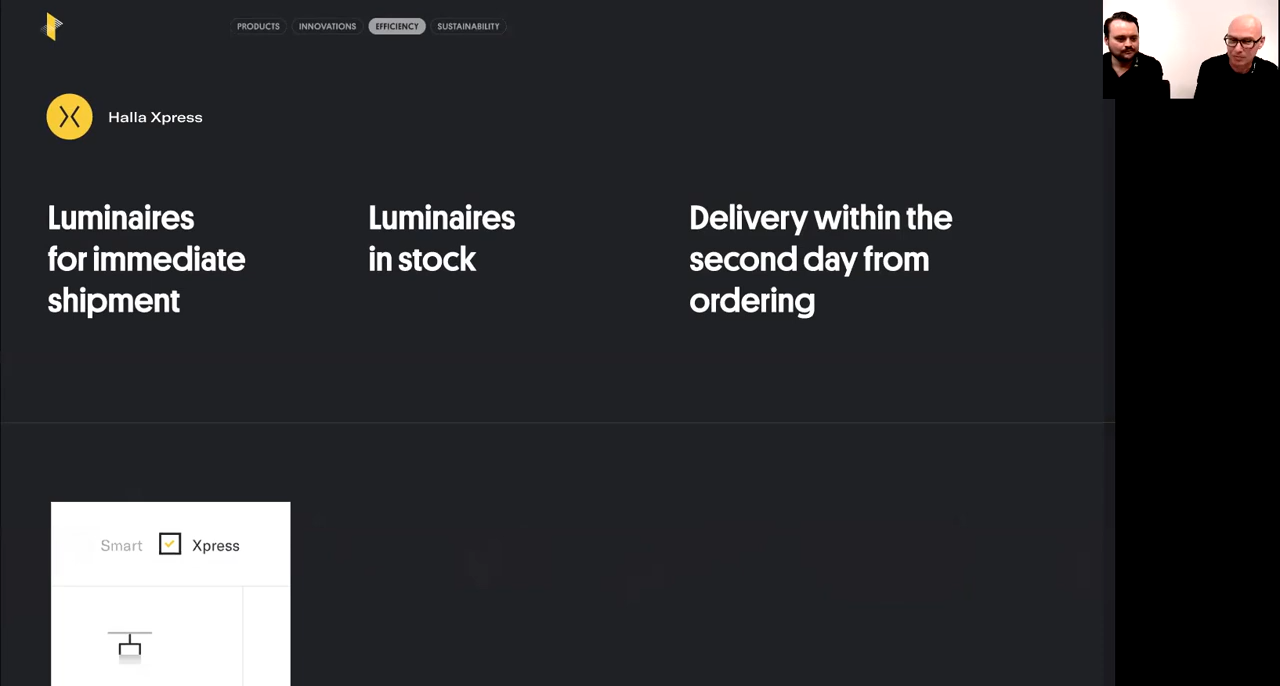 PRODUCTS INNOVATIONS EFFICIENCY SUSTAINABILITY
Halla Xpress
Luminaires
for immediate
shipment
Luminaires
in stock
Delivery within the
second day from
ordering
Smart Xpress